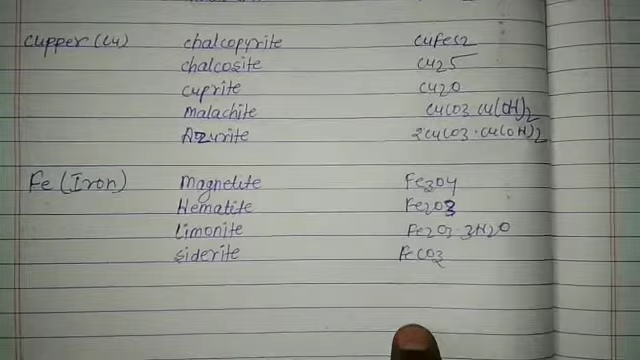 Cupper (Cu) chalcopyrite CuFeS2
chalcosite Cu2S
cuprite Cu2O
Malachite CuCO3 Cu(OH)2
Azurite 2CuCO3 · Cu(OH)2
Fe (Iron) Magnetite Fe3O4
Hematite Fe2O3
limonite Fe2O3·3H2O
siderite FeCO3